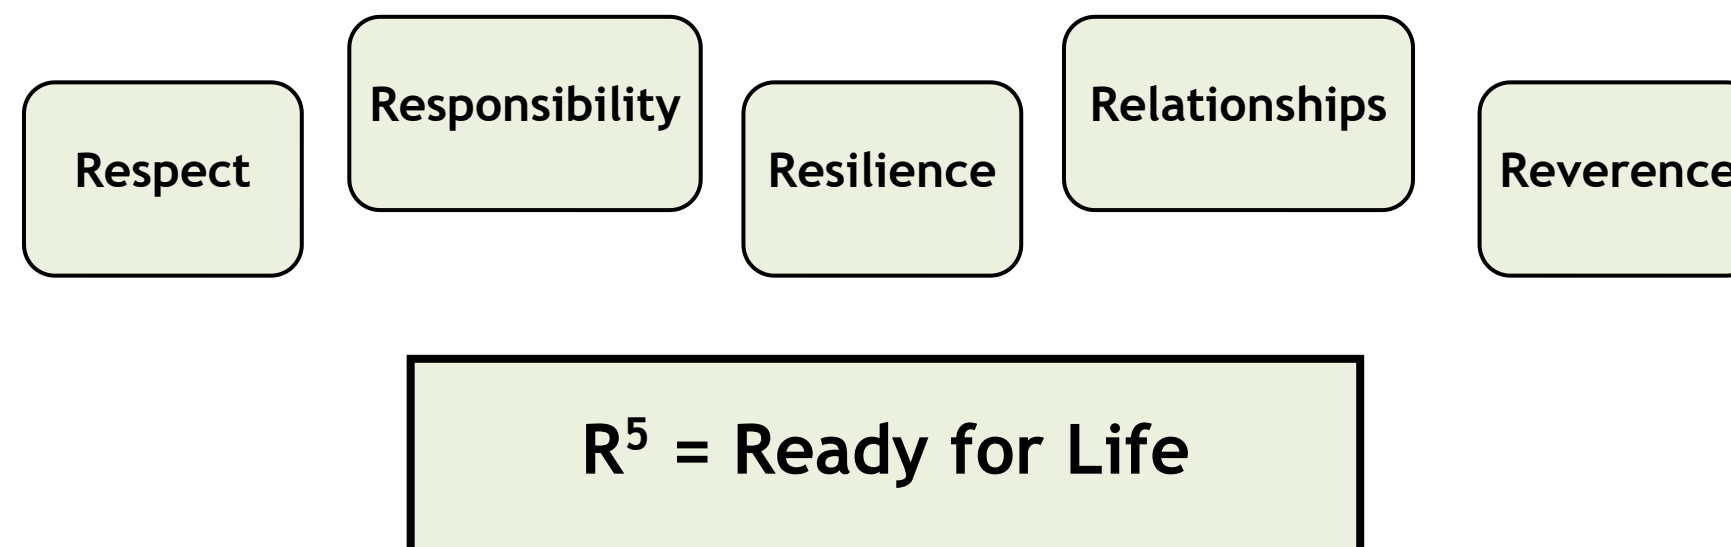 Respect
Responsibility
Resilience
Relationships
Reverence
R⁵ = Ready for Life